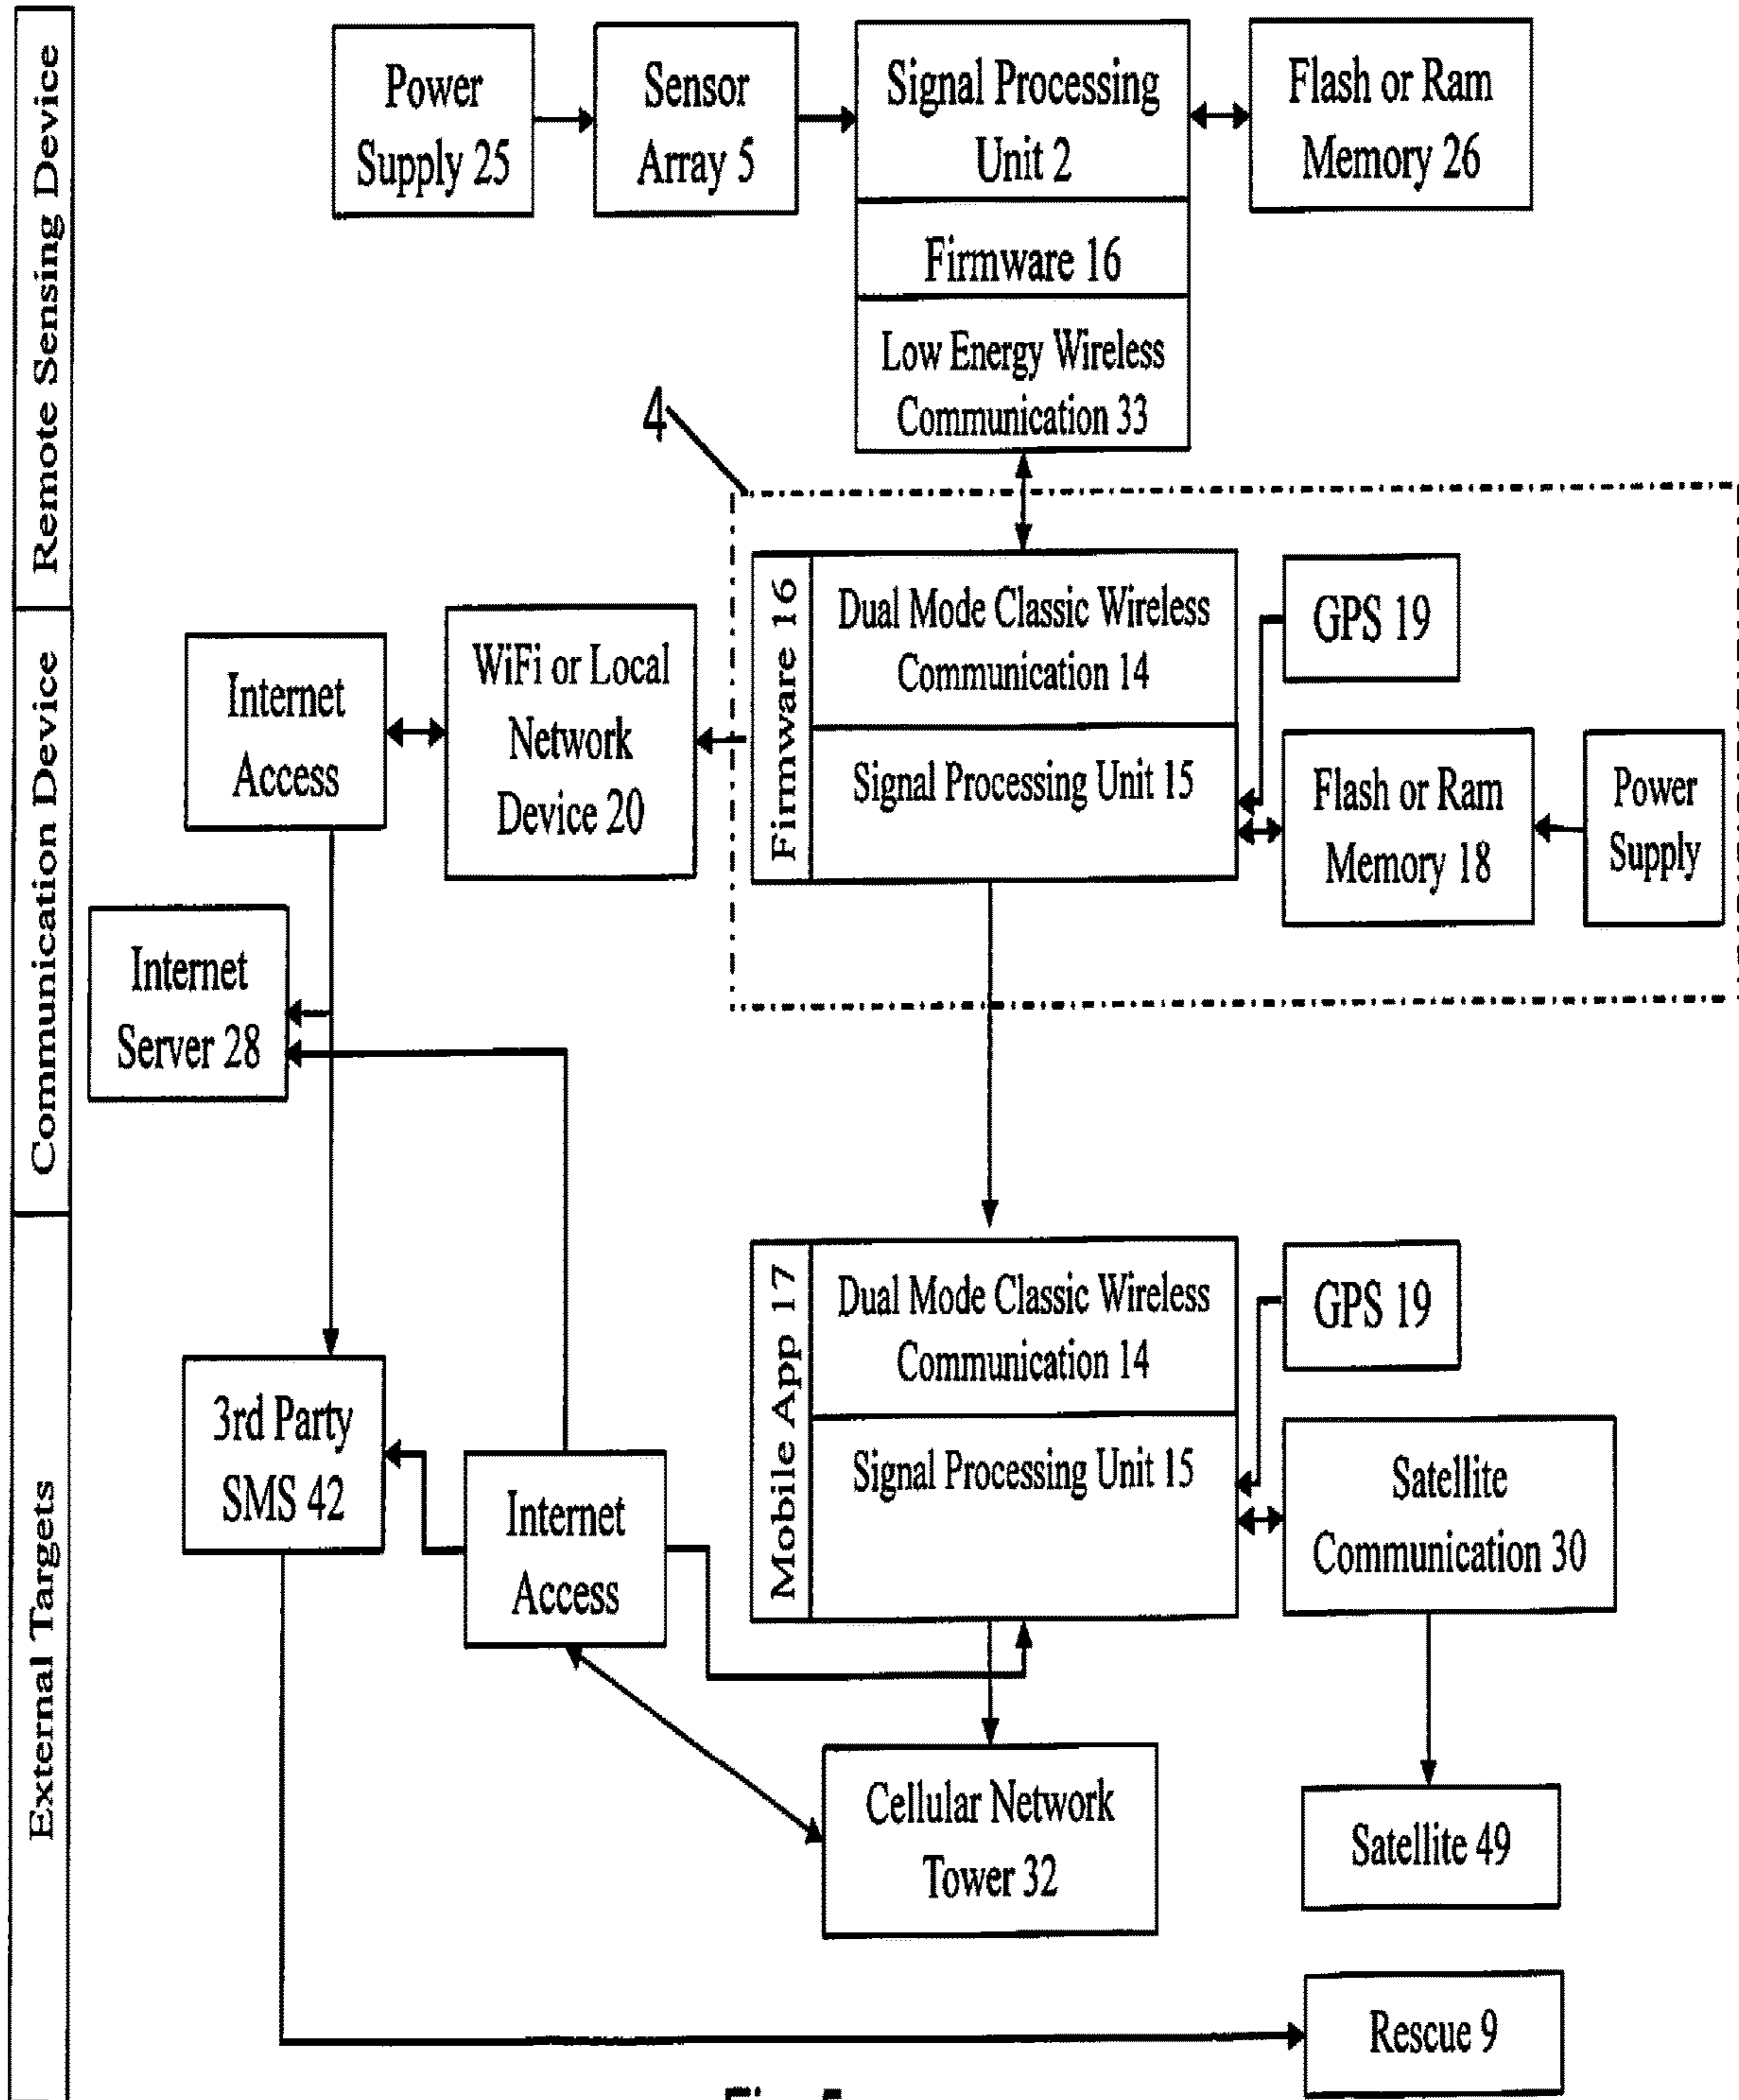 Remote Sensing Device
Power
Supply 25
Sensor
Array 5
Signal Processing
Unit 2
Firmware 16
Low Energy Wireless
Communication 33
Flash or Ram
Memory 26
4
Communication Device
Internet
Access
WiFi or Local
Network
Device 20
Firmware 16
Dual Mode Classic Wireless
Communication 14
Signal Processing Unit 15
GPS 19
Flash or Ram
Memory 18
Power
Supply
Internet
Server 28
External Targets
3rd Party
SMS 42
Internet
Access
Mobile App 17
Dual Mode Classic Wireless
Communication 14
Signal Processing Unit 15
GPS 19
Satellite
Communication 30
Cellular Network
Tower 32
Satellite 49
Rescue 9